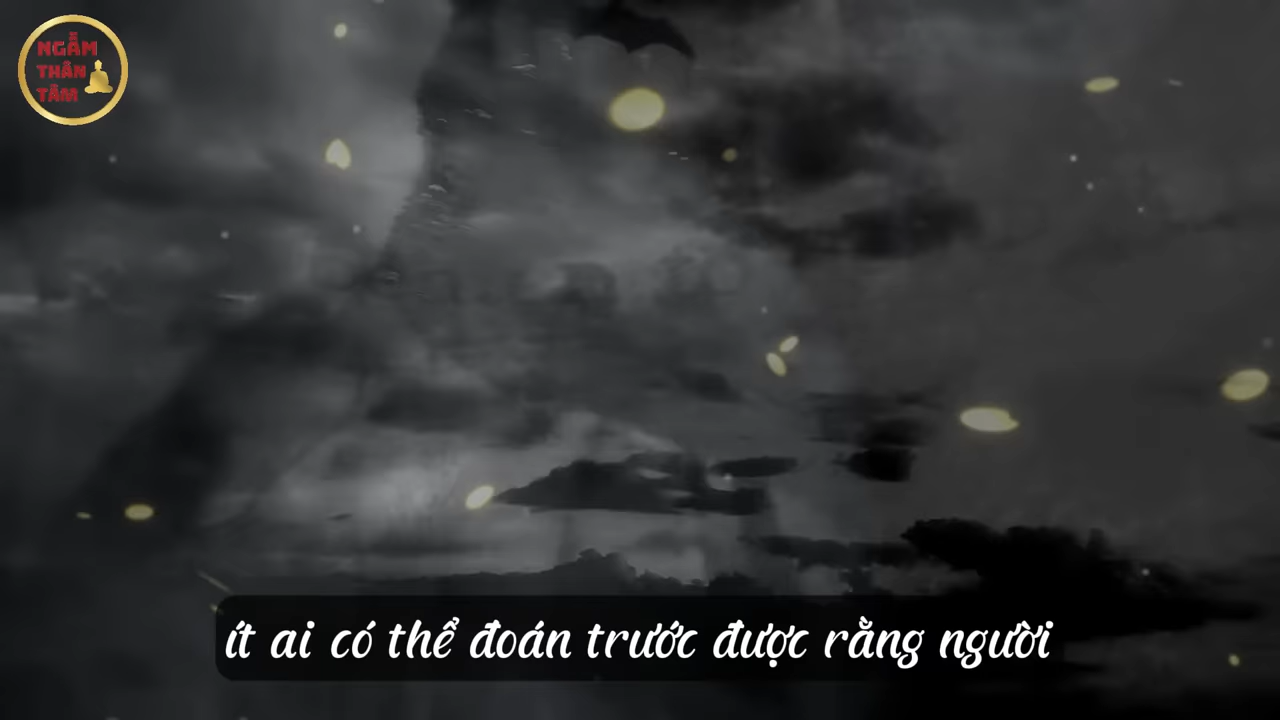 NGẪM
THÂN
TÂM
ít ai có thể đoán trước được rằng người